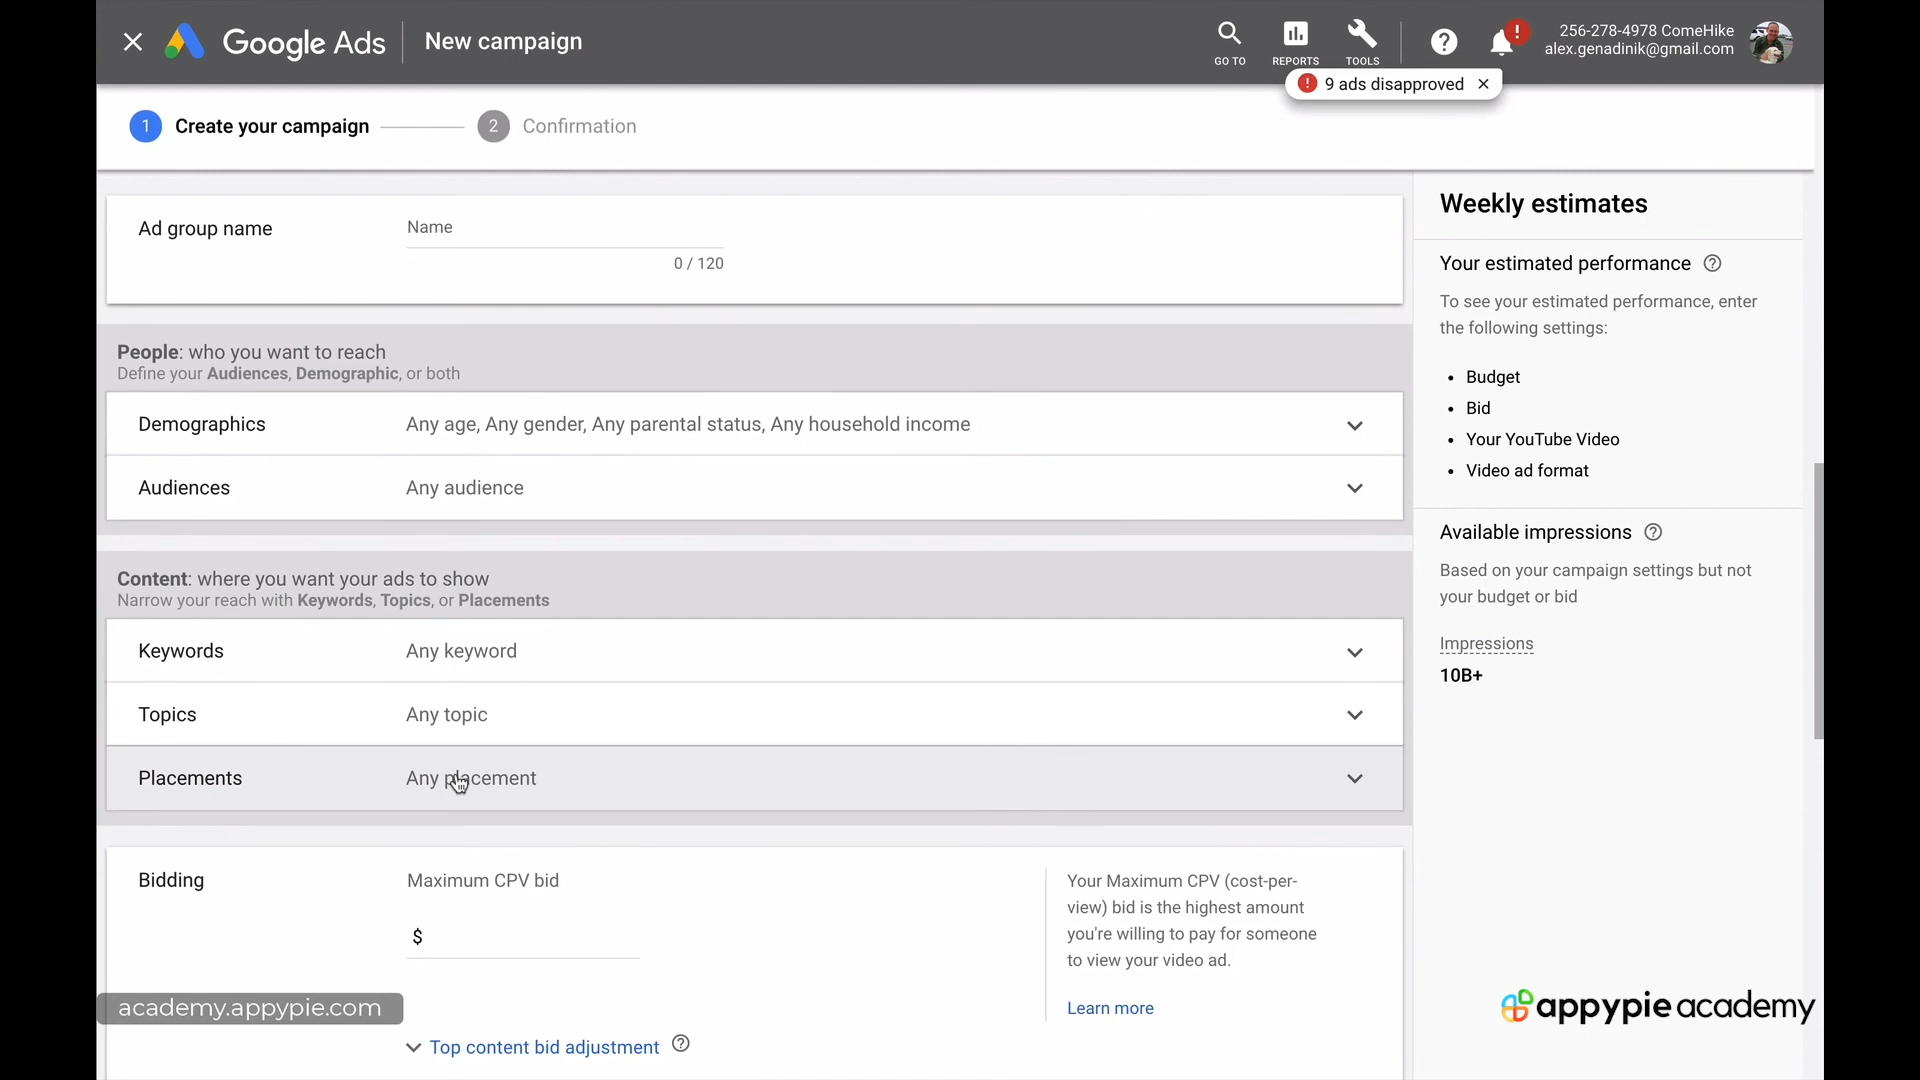 Google Ads
New campaign
GO TO
REPORTS
TOOLS
256-278-4978 ComeHike
alex.genadinik@gmail.com
9 ads disapproved
1 Create your campaign
2 Confirmation
Ad group name
Name
0 / 120
People: who you want to reach
Define your Audiences, Demographic, or both
Demographics Any age, Any gender, Any parental status, Any household income
Audiences Any audience
Content: where you want your ads to show
Narrow your reach with Keywords, Topics, or Placements
Keywords Any keyword
Topics Any topic
Placements Any placement
Bidding
Maximum CPV bid
$
Your Maximum CPV (cost-per-
view) bid is the highest amount
you're willing to pay for someone
to view your video ad.
Learn more
Top content bid adjustment
Weekly estimates
Your estimated performance
To see your estimated performance, enter
the following settings:
• Budget
• Bid
• Your YouTube Video
• Video ad format
Available impressions
Based on your campaign settings but not
your budget or bid
Impressions
10B+
academy.appypie.com
appypie academy